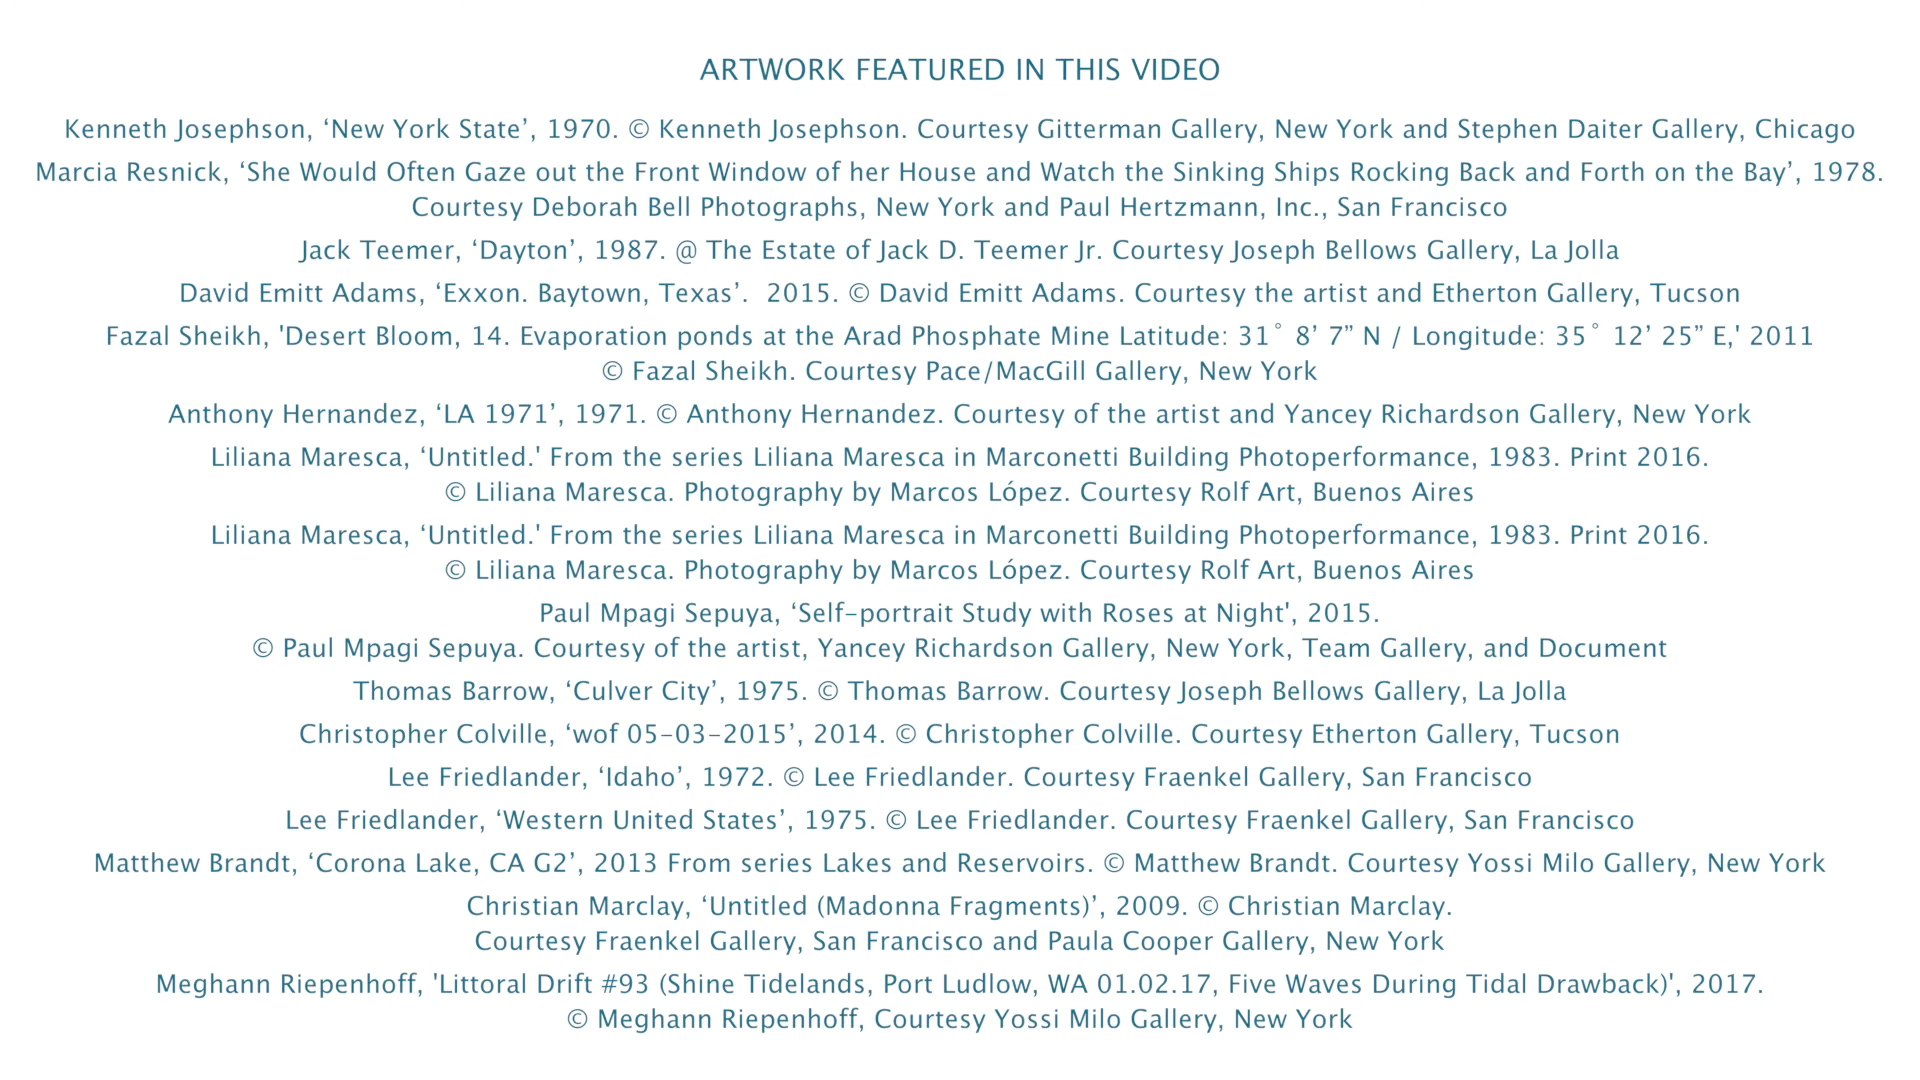 ARTWORK FEATURED IN THIS VIDEO
Kenneth Josephson, ‘New York State’, 1970. © Kenneth Josephson. Courtesy Gitterman Gallery, New York and Stephen Daiter Gallery, Chicago
Marcia Resnick, ‘She Would Often Gaze out the Front Window of her House and Watch the Sinking Ships Rocking Back and Forth on the Bay’, 1978.
Courtesy Deborah Bell Photographs, New York and Paul Hertzmann, Inc., San Francisco
Jack Teemer, ‘Dayton’, 1987. @ The Estate of Jack D. Teemer Jr. Courtesy Joseph Bellows Gallery, La Jolla
David Emitt Adams, ‘Exxon. Baytown, Texas’.  2015. © David Emitt Adams. Courtesy the artist and Etherton Gallery, Tucson
Fazal Sheikh, 'Desert Bloom, 14. Evaporation ponds at the Arad Phosphate Mine Latitude: 31° 8’ 7” N / Longitude: 35° 12’ 25” E,' 2011
© Fazal Sheikh. Courtesy Pace/MacGill Gallery, New York
Anthony Hernandez, ‘LA 1971’, 1971. © Anthony Hernandez. Courtesy of the artist and Yancey Richardson Gallery, New York
Liliana Maresca, ‘Untitled.' From the series Liliana Maresca in Marconetti Building Photoperformance, 1983. Print 2016.
© Liliana Maresca. Photography by Marcos López. Courtesy Rolf Art, Buenos Aires
Liliana Maresca, ‘Untitled.' From the series Liliana Maresca in Marconetti Building Photoperformance, 1983. Print 2016.
© Liliana Maresca. Photography by Marcos López. Courtesy Rolf Art, Buenos Aires
Paul Mpagi Sepuya, ‘Self-portrait Study with Roses at Night', 2015.
© Paul Mpagi Sepuya. Courtesy of the artist, Yancey Richardson Gallery, New York, Team Gallery, and Document
Thomas Barrow, ‘Culver City’, 1975. © Thomas Barrow. Courtesy Joseph Bellows Gallery, La Jolla
Christopher Colville, ‘wof 05-03-2015’, 2014. © Christopher Colville. Courtesy Etherton Gallery, Tucson
Lee Friedlander, ‘Idaho’, 1972. © Lee Friedlander. Courtesy Fraenkel Gallery, San Francisco
Lee Friedlander, ‘Western United States’, 1975. © Lee Friedlander. Courtesy Fraenkel Gallery, San Francisco
Matthew Brandt, ‘Corona Lake, CA G2’, 2013 From series Lakes and Reservoirs. © Matthew Brandt. Courtesy Yossi Milo Gallery, New York
Christian Marclay, ‘Untitled (Madonna Fragments)’, 2009. © Christian Marclay.
Courtesy Fraenkel Gallery, San Francisco and Paula Cooper Gallery, New York
Meghann Riepenhoff, 'Littoral Drift #93 (Shine Tidelands, Port Ludlow, WA 01.02.17, Five Waves During Tidal Drawback)', 2017.
© Meghann Riepenhoff, Courtesy Yossi Milo Gallery, New York